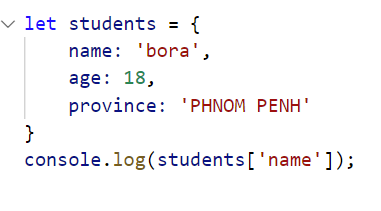 let students = {
    name: 'bora',
    age: 18,
    province: 'PHNOM PENH'
}
console.log(students['name']);